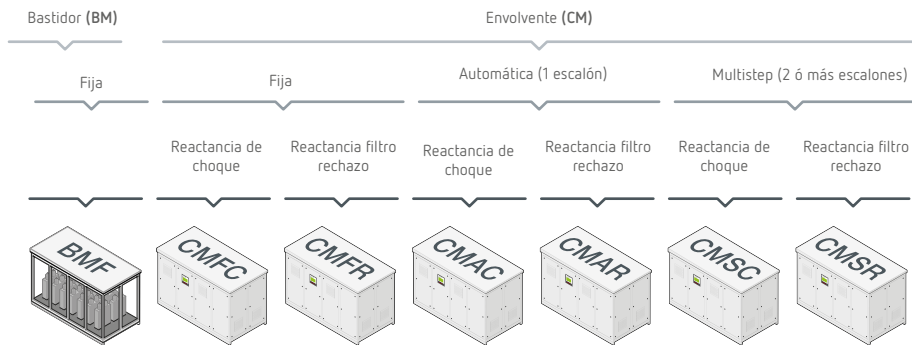 Bastidor (BM)
Envolvente (CM)
Fija
Fija
Automática (1 escalón)
Multistep (2 ó más escalones)
Reactancia de
choque
Reactancia filtro
rechazo
Reactancia de
choque
Reactancia filtro
rechazo
Reactancia de
choque
Reactancia filtro
rechazo
BMF
CMFC
CMFR
CMAC
CMAR
CMSC
CMSR